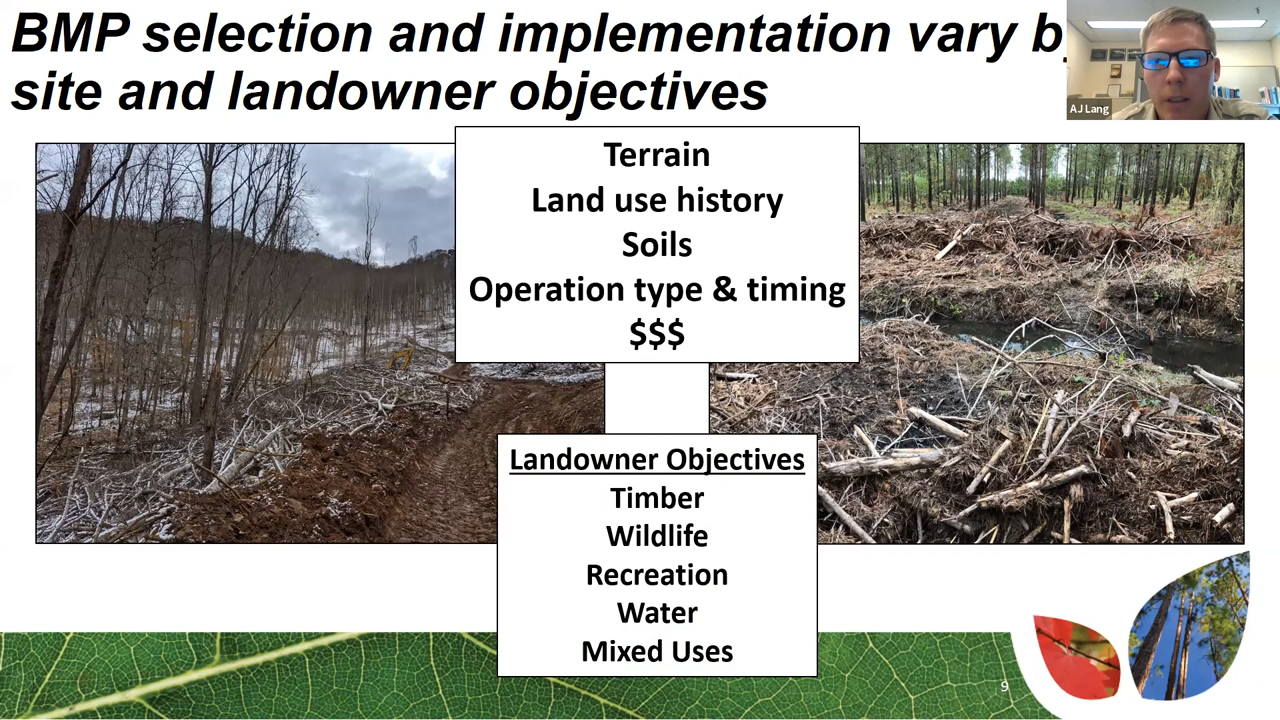 BMP selection and implementation vary b
site and landowner objectives
AJ Lang
Terrain
Land use history
Soils
Operation type & timing
$$$
Landowner Objectives
Timber
Wildlife
Recreation
Water
Mixed Uses
9